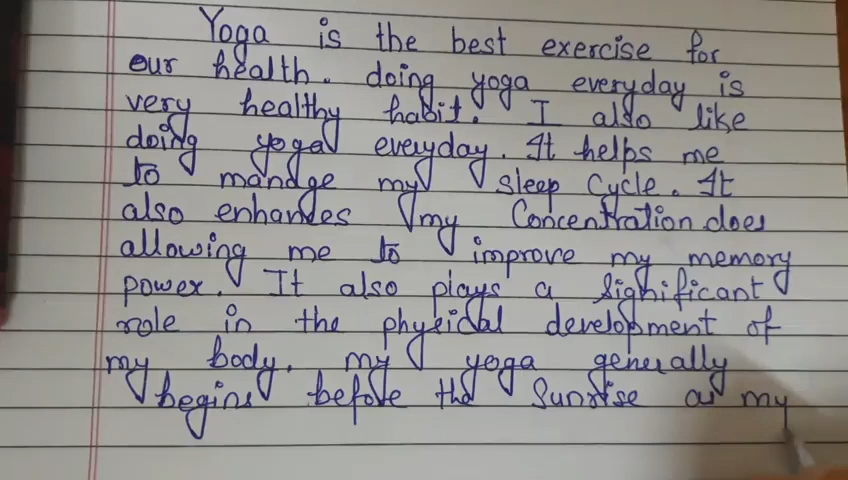 Yoga is the best exercise for
our health. doing yoga everyday is
very healthy habit. I also like
doing yoga everyday. It helps me
to manage my sleep cycle. It
also enhances my Concentration does
allowing me to improve my memory
power. It also plays a significant
role in the physical development of
my body. my yoga generally
begins before the Sunrise as my